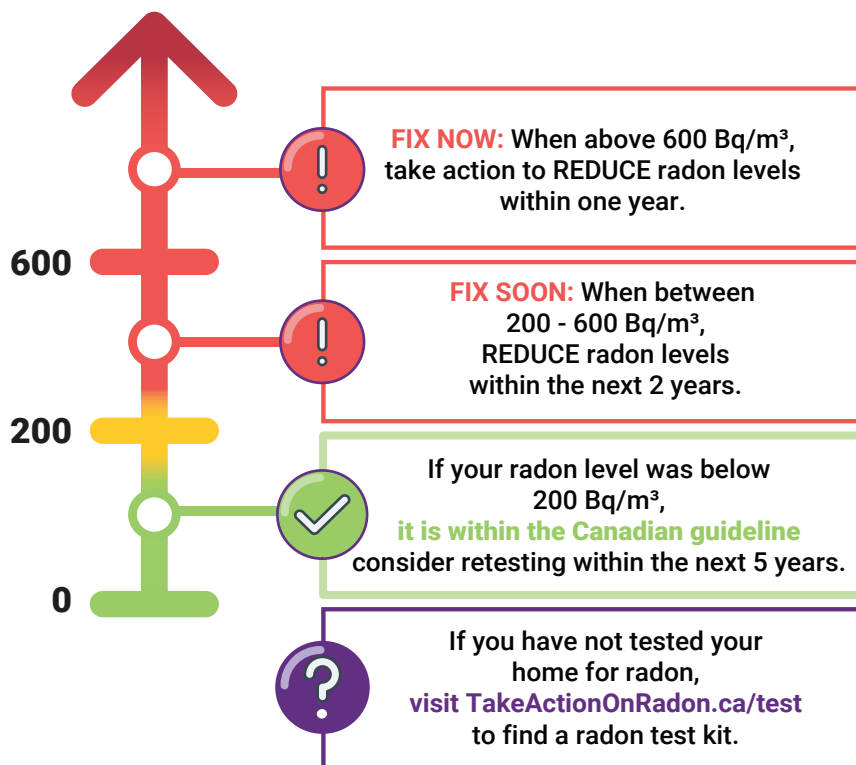 FIX NOW: When above 600 Bq/m³,
take action to REDUCE radon levels
within one year.
600
FIX SOON: When between
200 - 600 Bq/m³,
REDUCE radon levels
within the next 2 years.
200
If your radon level was below
200 Bq/m³,
it is within the Canadian guideline
consider retesting within the next 5 years.
0
If you have not tested your
home for radon,
visit TakeActionOnRadon.ca/test
to find a radon test kit.